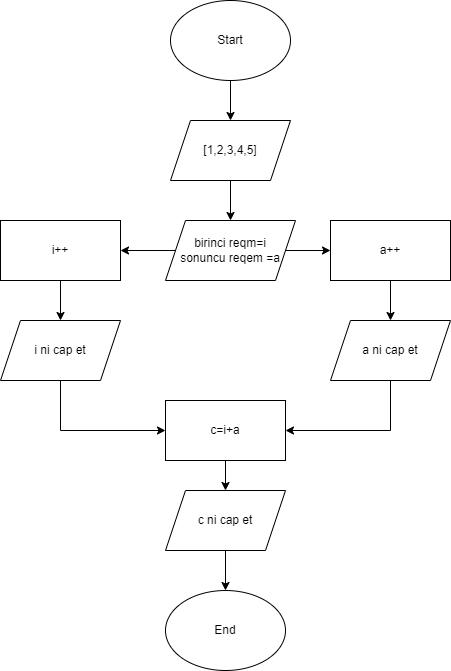 Start
[1,2,3,4,5]
birinci reqm=i
sonuncu reqem =a
i++
a++
i ni cap et
a ni cap et
c=i+a
c ni cap et
End